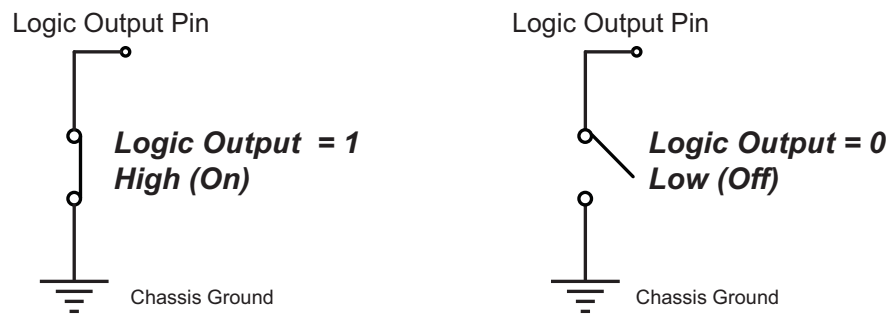 Logic Output Pin
Logic Output = 1
High (On)
Chassis Ground
Logic Output Pin
Logic Output = 0
Low (Off)
Chassis Ground